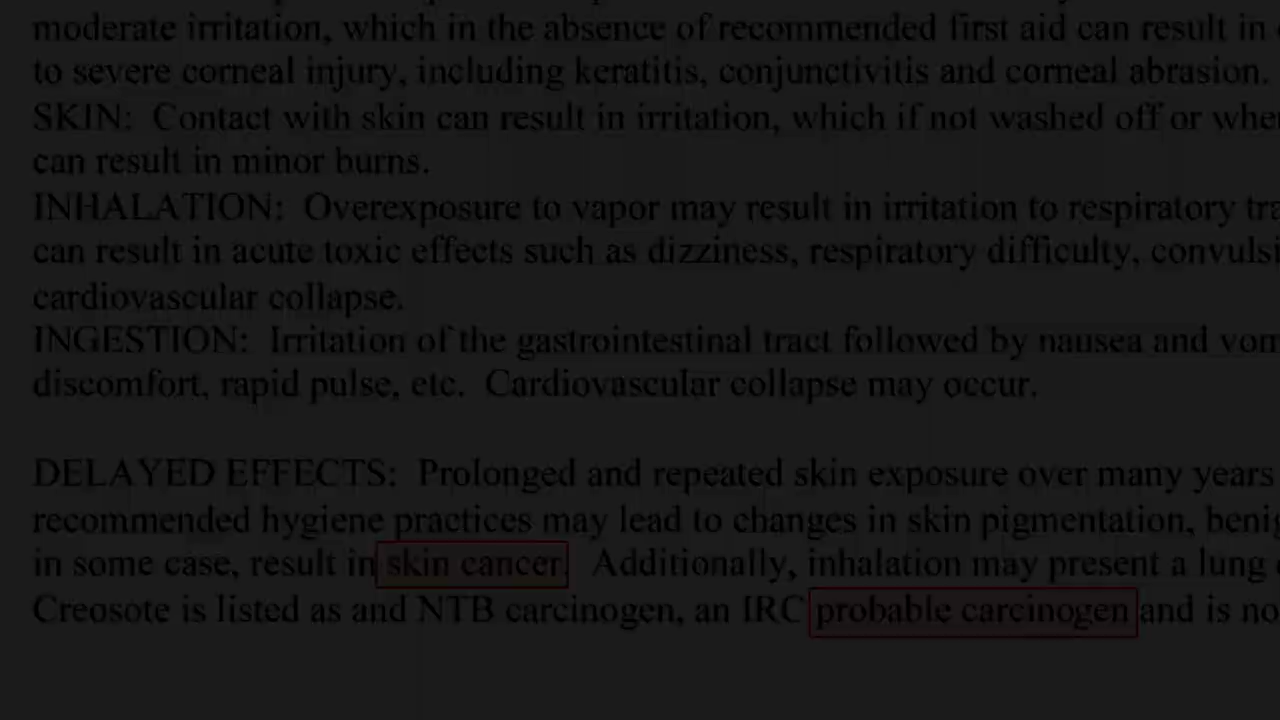 moderate irritation, which in the absence of recommended first aid can result in
to severe corneal injury, including keratitis, conjunctivitis and corneal abrasion.
SKIN: Contact with skin can result in irritation, which if not washed off or
can result in minor burns.
INHALATION: Overexposure to vapor may result in irritation to respiratory
can result in acute toxic effects such as dizziness, respiratory difficulty,
cardiovascular collapse.
INGESTION: Irritation of the gastrointestinal tract followed by nausea and
discomfort, rapid pulse, etc. Cardiovascular collapse may occur.
DELAYED EFFECTS: Prolonged and repeated skin exposure over many years
recommended hygiene practices may lead to changes in skin pigmentation,
in some case, result in skin cancer. Additionally, inhalation may present a lung
Creosote is listed as and NTB carcinogen, an IRC probable carcinogen and is